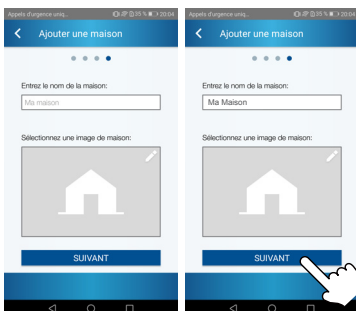 Appels d'urgence uniq... 25 % 20:04
Ajouter une maison
Entrez le nom de la maison:
Ma maison
Sélectionnez une image de maison:
SUIVANT
Appels d'urgence uniq... 25 % 20:04
Ajouter une maison
Entrez le nom de la maison:
Ma Maison
Sélectionnez une image de maison:
SUIVANT